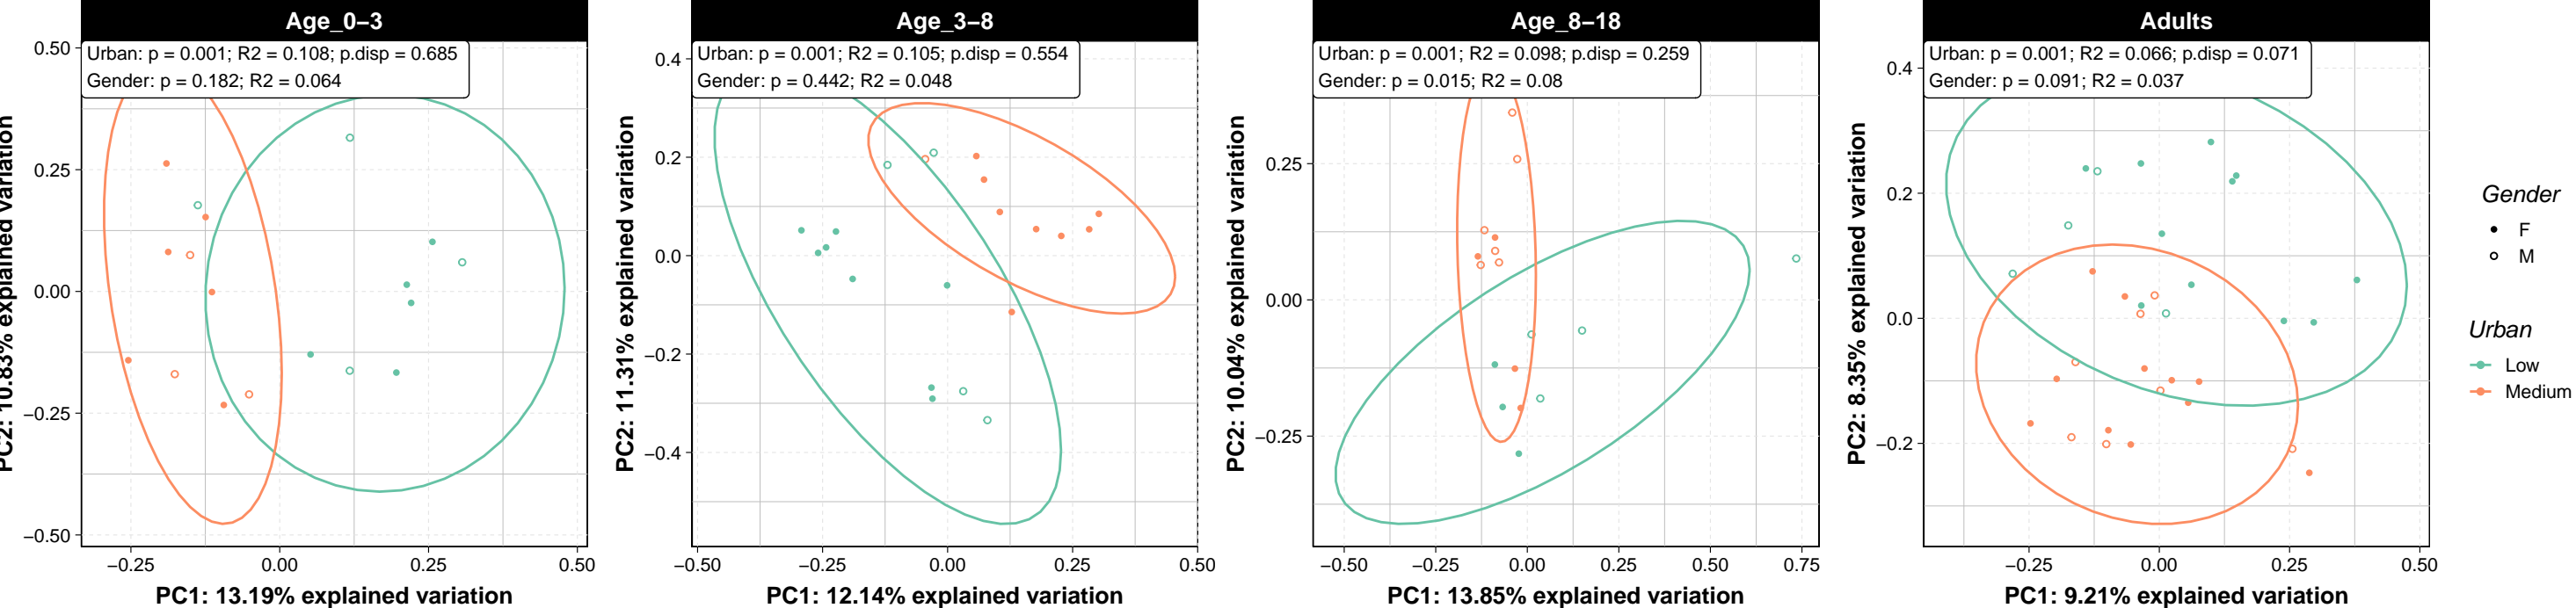 Age_0–3
Urban: p = 0.001; R2 = 0.108; p.disp = 0.685
Gender: p = 0.182; R2 = 0.064
0.50
0.25
0.00
−0.25
−0.50
PC2: 10.83% explained variation
−0.25
0.00
0.25
0.50
PC1: 13.19% explained variation
Age_3–8
Urban: p = 0.001; R2 = 0.105; p.disp = 0.554
Gender: p = 0.442; R2 = 0.048
0.4
0.2
0.0
−0.2
−0.4
PC2: 11.31% explained variation
−0.50
−0.25
0.00
0.25
0.50
PC1: 12.14% explained variation
Age_8–18
Urban: p = 0.001; R2 = 0.098; p.disp = 0.259
Gender: p = 0.015; R2 = 0.08
0.25
0.00
−0.25
PC2: 10.04% explained variation
−0.50
−0.25
0.00
0.25
0.50
0.75
PC1: 13.85% explained variation
Adults
Urban: p = 0.001; R2 = 0.066; p.disp = 0.071
Gender: p = 0.091; R2 = 0.037
0.4
0.2
0.0
−0.2
PC2: 8.35% explained variation
−0.25
0.00
0.25
0.50
PC1: 9.21% explained variation
Gender
F
M
Urban
Low
Medium